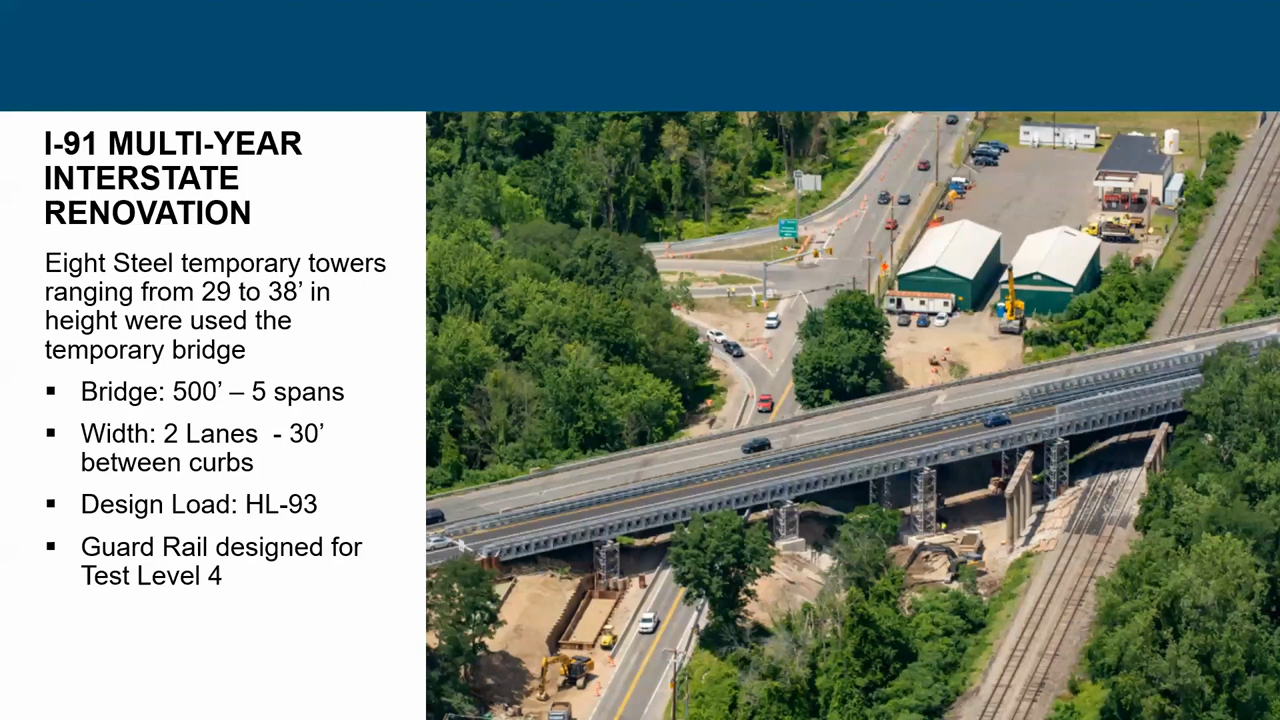 I-91 MULTI-YEAR
INTERSTATE
RENOVATION
Eight Steel temporary towers
ranging from 29 to 38’ in
height were used the
temporary bridge
▪ Bridge: 500’ – 5 spans
▪ Width: 2 Lanes  - 30’
between curbs
▪ Design Load: HL-93
▪ Guard Rail designed for
Test Level 4